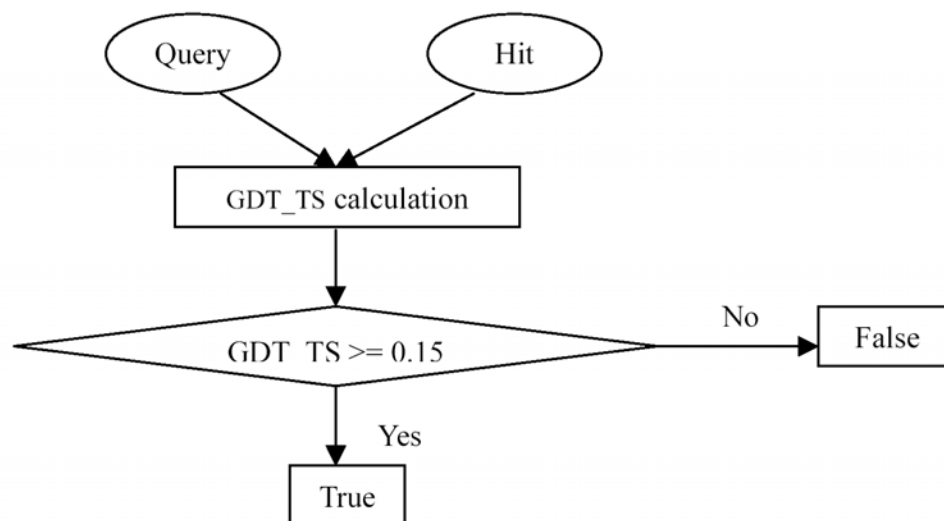 Query
Hit
GDT_TS calculation
GDT_TS >= 0.15
No
False
Yes
True